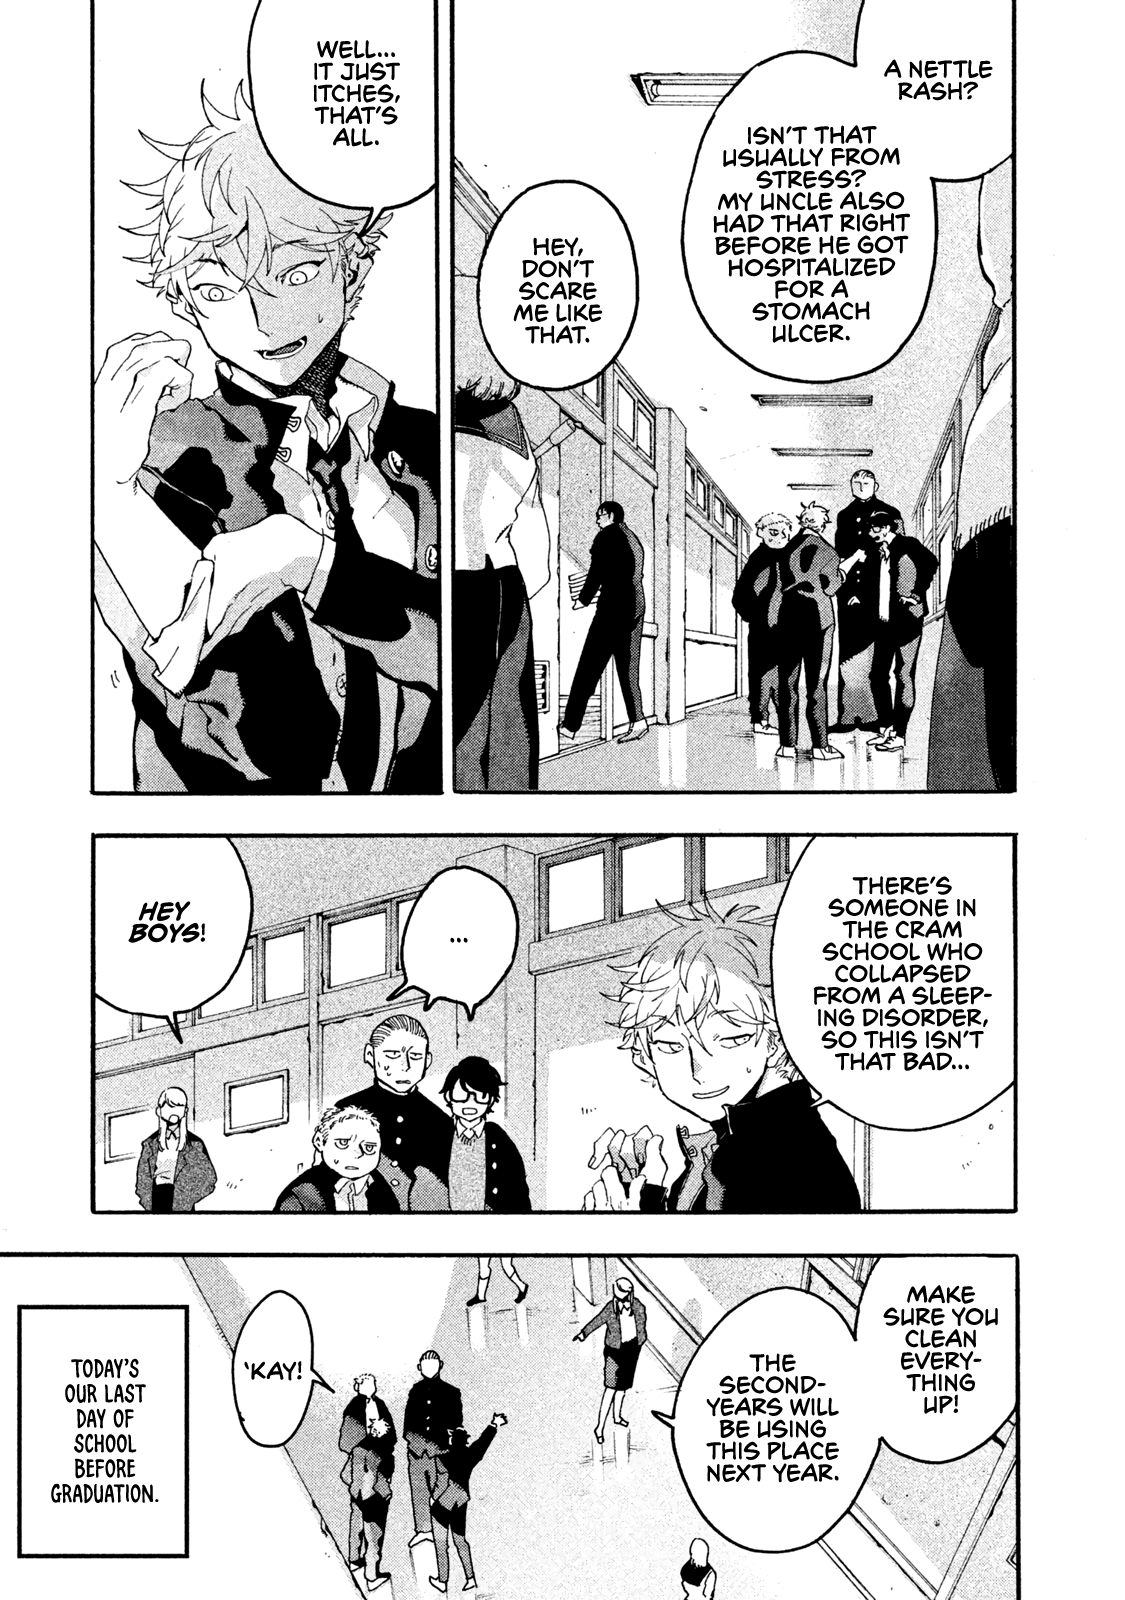 A NETTLE
RASH?
ISN'T THAT
USUALLY FROM
STRESS?
MY UNCLE ALSO
HAD THAT RIGHT
BEFORE HE GOT
HOSPITALIZED
FOR A
STOMACH
ULCER.
HEY,
DON'T
SCARE
ME LIKE
THAT.
WELL...
IT JUST
ITCHES,
THAT'S
ALL.
THERE'S
SOMEONE IN
THE CRAM
SCHOOL WHO
COLLAPSED
FROM A SLEEP-
ING DISORDER,
SO THIS ISN'T
THAT BAD...
...
HEY
BOYS!
MAKE
SURE YOU
CLEAN
EVERY-
THING
UP!
THE
SECOND-
YEARS WILL
BE USING
THIS PLACE
NEXT YEAR.
'KAY!
TODAY'S
OUR LAST
DAY OF
SCHOOL
BEFORE
GRADUATION.